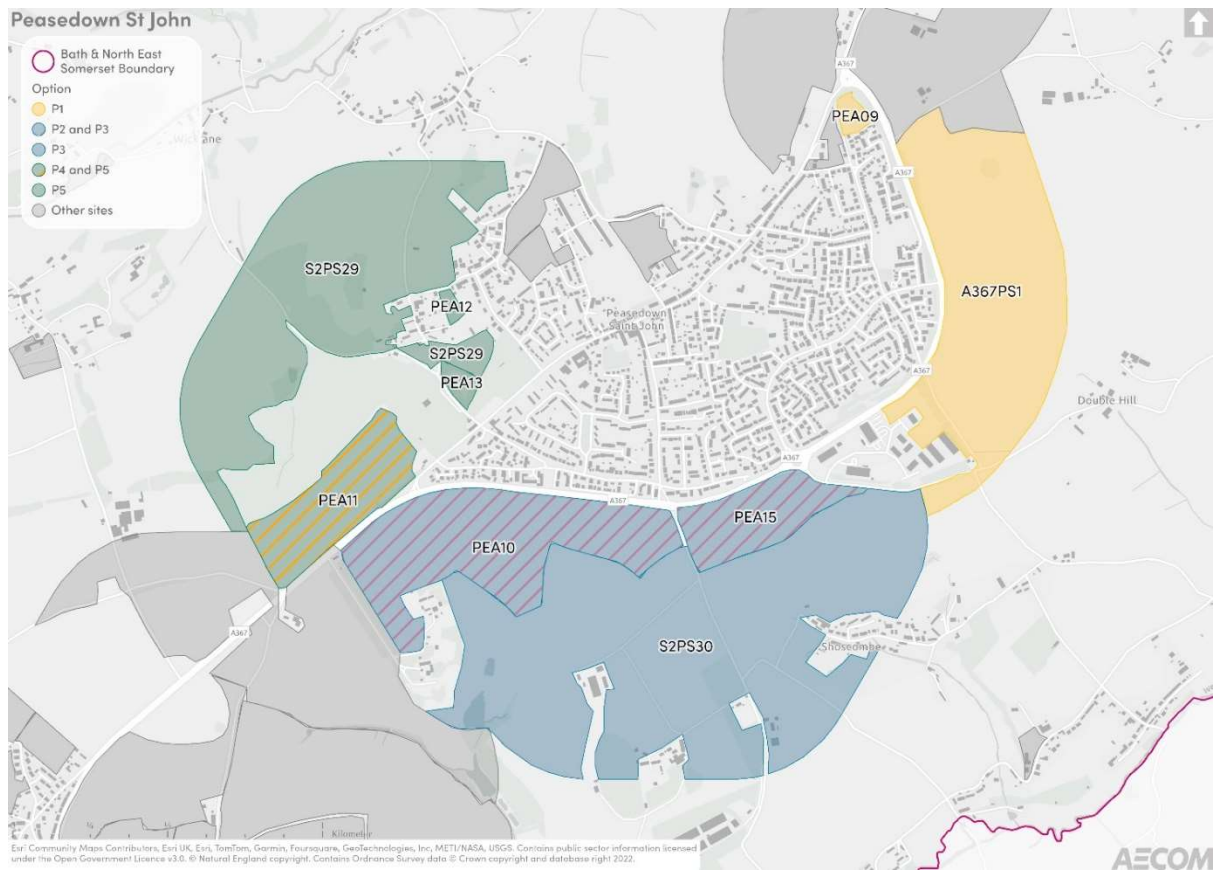 Peasedown St John
Bath & North East
Somerset Boundary
Option
P1
P2 and P3
P3
P4 and P5
P5
Other sites
A367
PEA09
A367
S2PS29
A367PS1
PEA12
Peasedown
Saint John
S2PS29
PEA13
A367
Double Hill
PEA11
A367
A367
PEA15
PEA10
A367
S2PS30
Shoscombe
Kilometer
Esri Community Maps Contributors, Esri UK, Esri, TomTom, Garmin, Foursquare, GeoTechnologies, Inc, METI/NASA, USGS. Contains public sector information licensed
under the Open Government Licence v3.0. © Natural England copyright. Contains Ordnance Survey data © Crown copyright and database right 2022.
AECOM